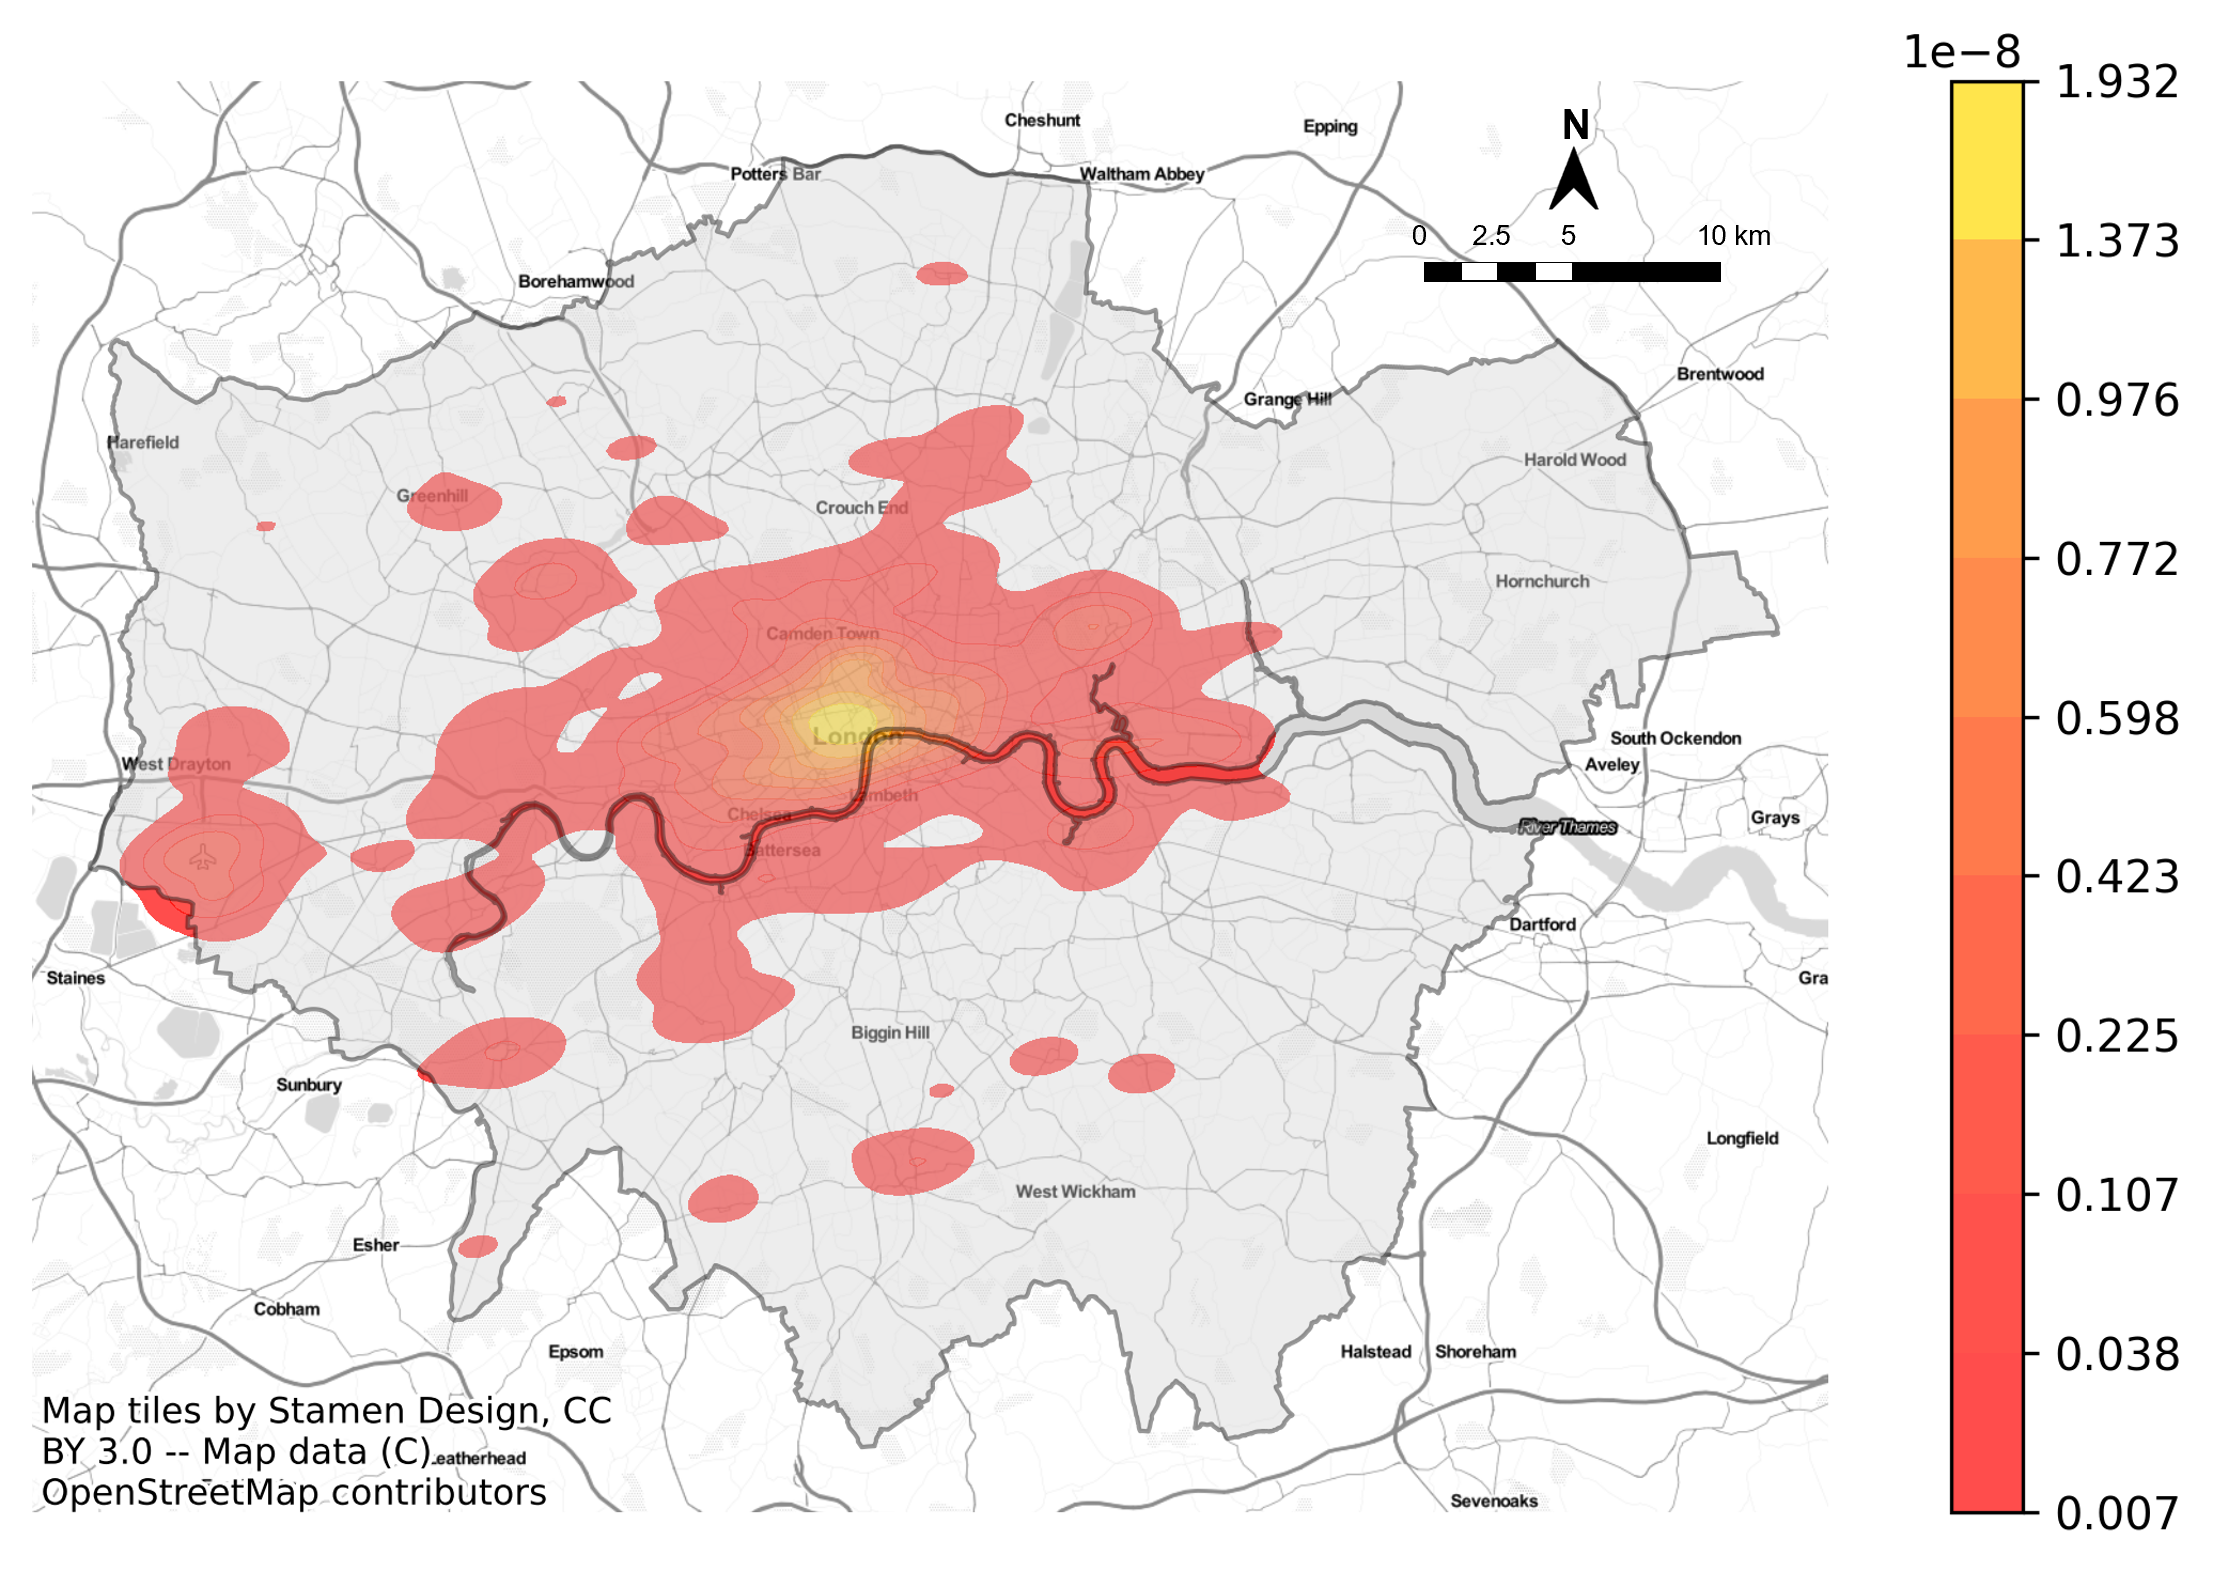 1e−8
1.932
Cheshunt
Epping
N
Potters Bar
Waltham Abbey
0 2.5 5 10 km
1.373
Borehamwood
Brentwood
Grange Hill
0.976
Harefield
Harold Wood
Greenhill
Crouch End
0.772
Hornchurch
Camden Town
0.598
London
South Ockendon
West Drayton
Aveley
Lambeth
Chelsea
Grays
River Thames
Battersea
0.423
Dartford
Staines
Gra
Biggin Hill
0.225
Sunbury
Longfield
West Wickham
0.107
Esher
Cobham
Epsom
Halstead
Shoreham
0.038
Map tiles by Stamen Design, CC
BY 3.0 -- Map data (C)
eatherhead
OpenStreetMap contributors
Sevenoaks
0.007